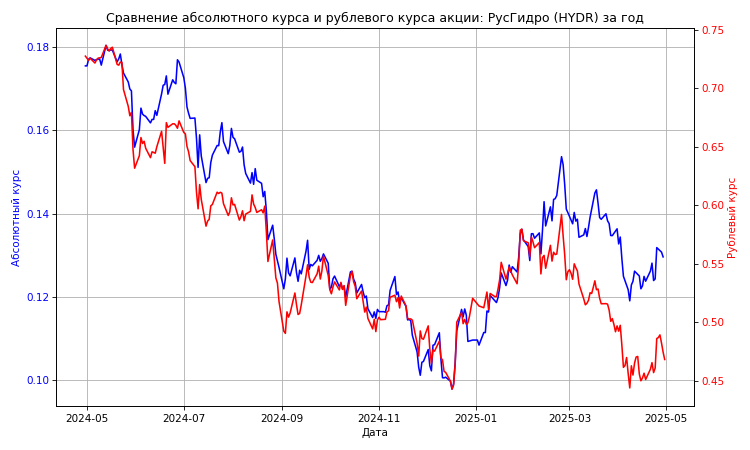 Сравнение абсолютного курса и рублевого курса акции: РусГидро (HYDR) за год
0.18
0.16
0.14
0.12
0.10
Абсолютный курс
0.75
0.70
0.65
0.60
0.55
0.50
0.45
Рублевый курс
2024-05 2024-07 2024-09 2024-11 2025-01 2025-03 2025-05
Дата